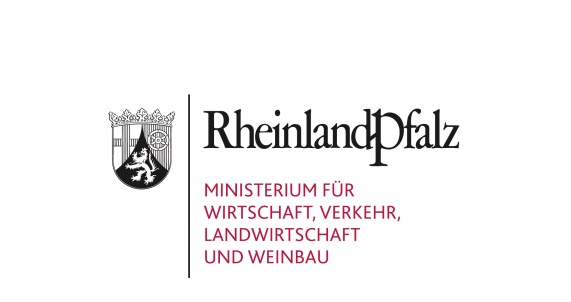 RheinlandPfalz
MINISTERIUM FÜR
WIRTSCHAFT, VERKEHR,
LANDWIRTSCHAFT
UND WEINBAU